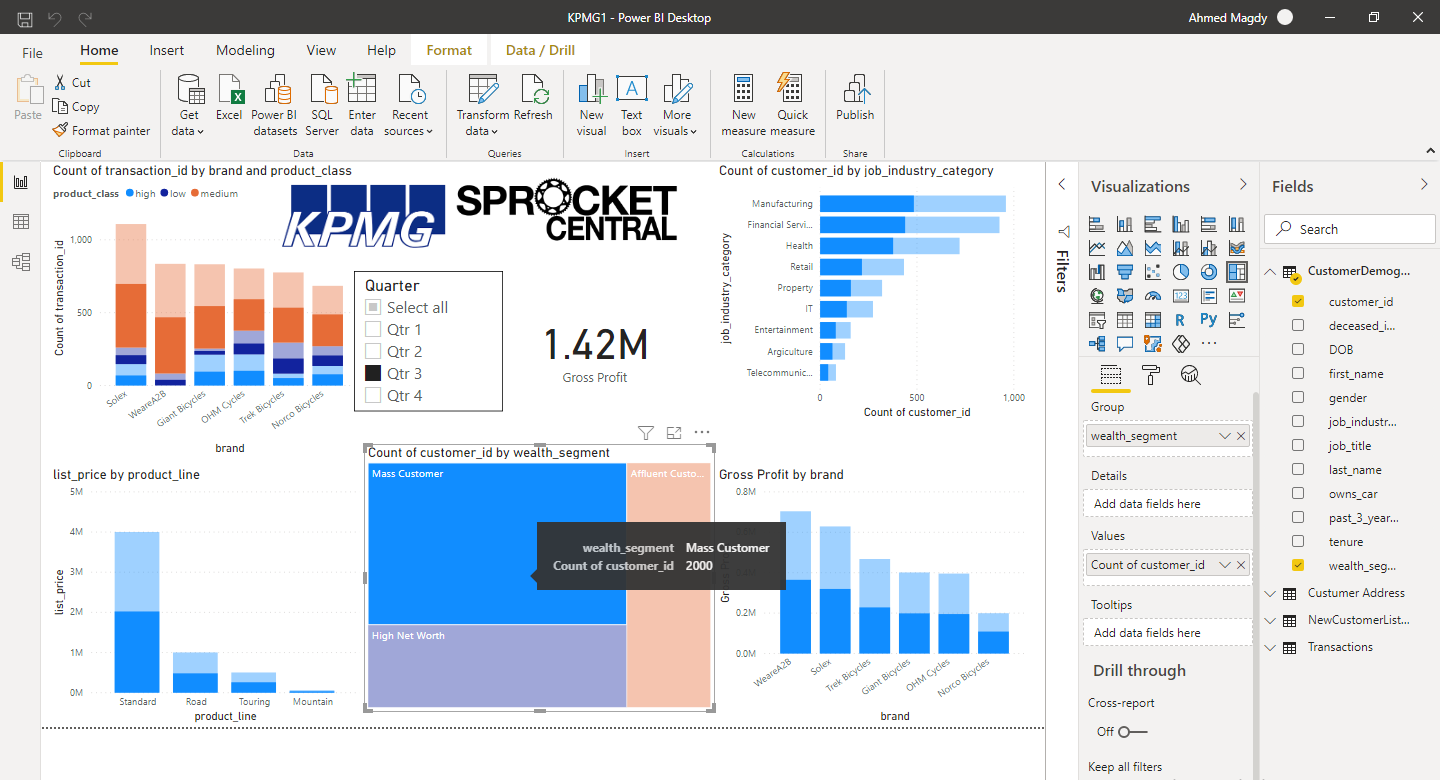 KPMG1 - Power BI Desktop
Ahmed Magdy
File
Home
Insert
Modeling
View
Help
Format
Data / Drill
Paste
Cut
Copy
Format painter
Clipboard
Get data
Excel
Power BI datasets
SQL Server
Enter data
Recent sources
Data
Transform data
Refresh
Queries
New visual
Text box
More visuals
Insert
New measure
Quick measure
Calculations
Publish
Share
Count of transaction_id by brand and product_class
product_class high low medium
Count of transaction_id
1,000
500
0
Solex
WeareA2B
Giant Bicycles
OHM Cycles
Trek Bicycles
Norco Bicycles
brand
KPMG
SPROCKET
CENTRAL
Quarter
Select all
Qtr 1
Qtr 2
Qtr 3
Qtr 4
1.42M
Gross Profit
Count of customer_id by job_industry_category
job_industry_category
Manufacturing
Financial Servi...
Health
Retail
Property
IT
Entertainment
Argiculture
Telecommunic...
0
500
1,000
Count of customer_id
list_price by product_line
list_price
5M
4M
3M
2M
1M
0M
Standard
Road
Touring
Mountain
product_line
Count of customer_id by wealth_segment
Mass Customer
Affluent Custo...
High Net Worth
wealth_segment Mass Customer
Count of customer_id 2000
Gross Profit by brand
0.8M
0.2M
0.0M
WeareA2B
Solex
Trek Bicycles
Giant Bicycles
OHM Cycles
Norco Bicycles
brand
Filters
Visualizations
R
Py
123
Group
wealth_segment
Details
Add data fields here
Values
Count of customer_id
Tooltips
Add data fields here
Drill through
Cross-report
Off
Keep all filters
Fields
Search
CustomerDemog...
customer_id
deceased_i...
DOB
first_name
gender
job_industr...
job_title
last_name
owns_car
past_3_year...
tenure
wealth_seg...
Custumer Address
NewCustomerList...
Transactions